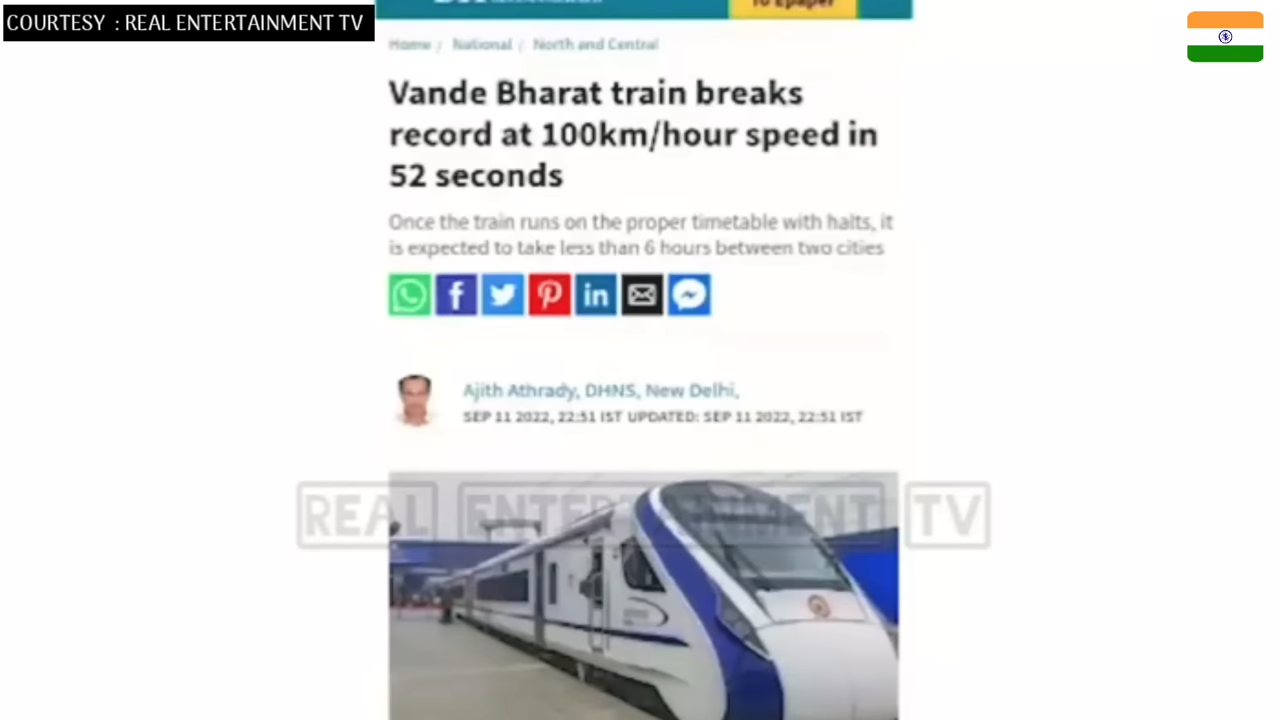 COURTESY : REAL ENTERTAINMENT TV
To Epaper
Home / National / North and Central
Vande Bharat train breaks
record at 100km/hour speed in
52 seconds
Once the train runs on the proper timetable with halts, it
is expected to take less than 6 hours between two cities
Ajith Athrady, DHNS, New Delhi,
SEP 11 2022, 22:51 IST UPDATED: SEP 11 2022, 22:51 IST
REAL ENTERTAINMENT TV